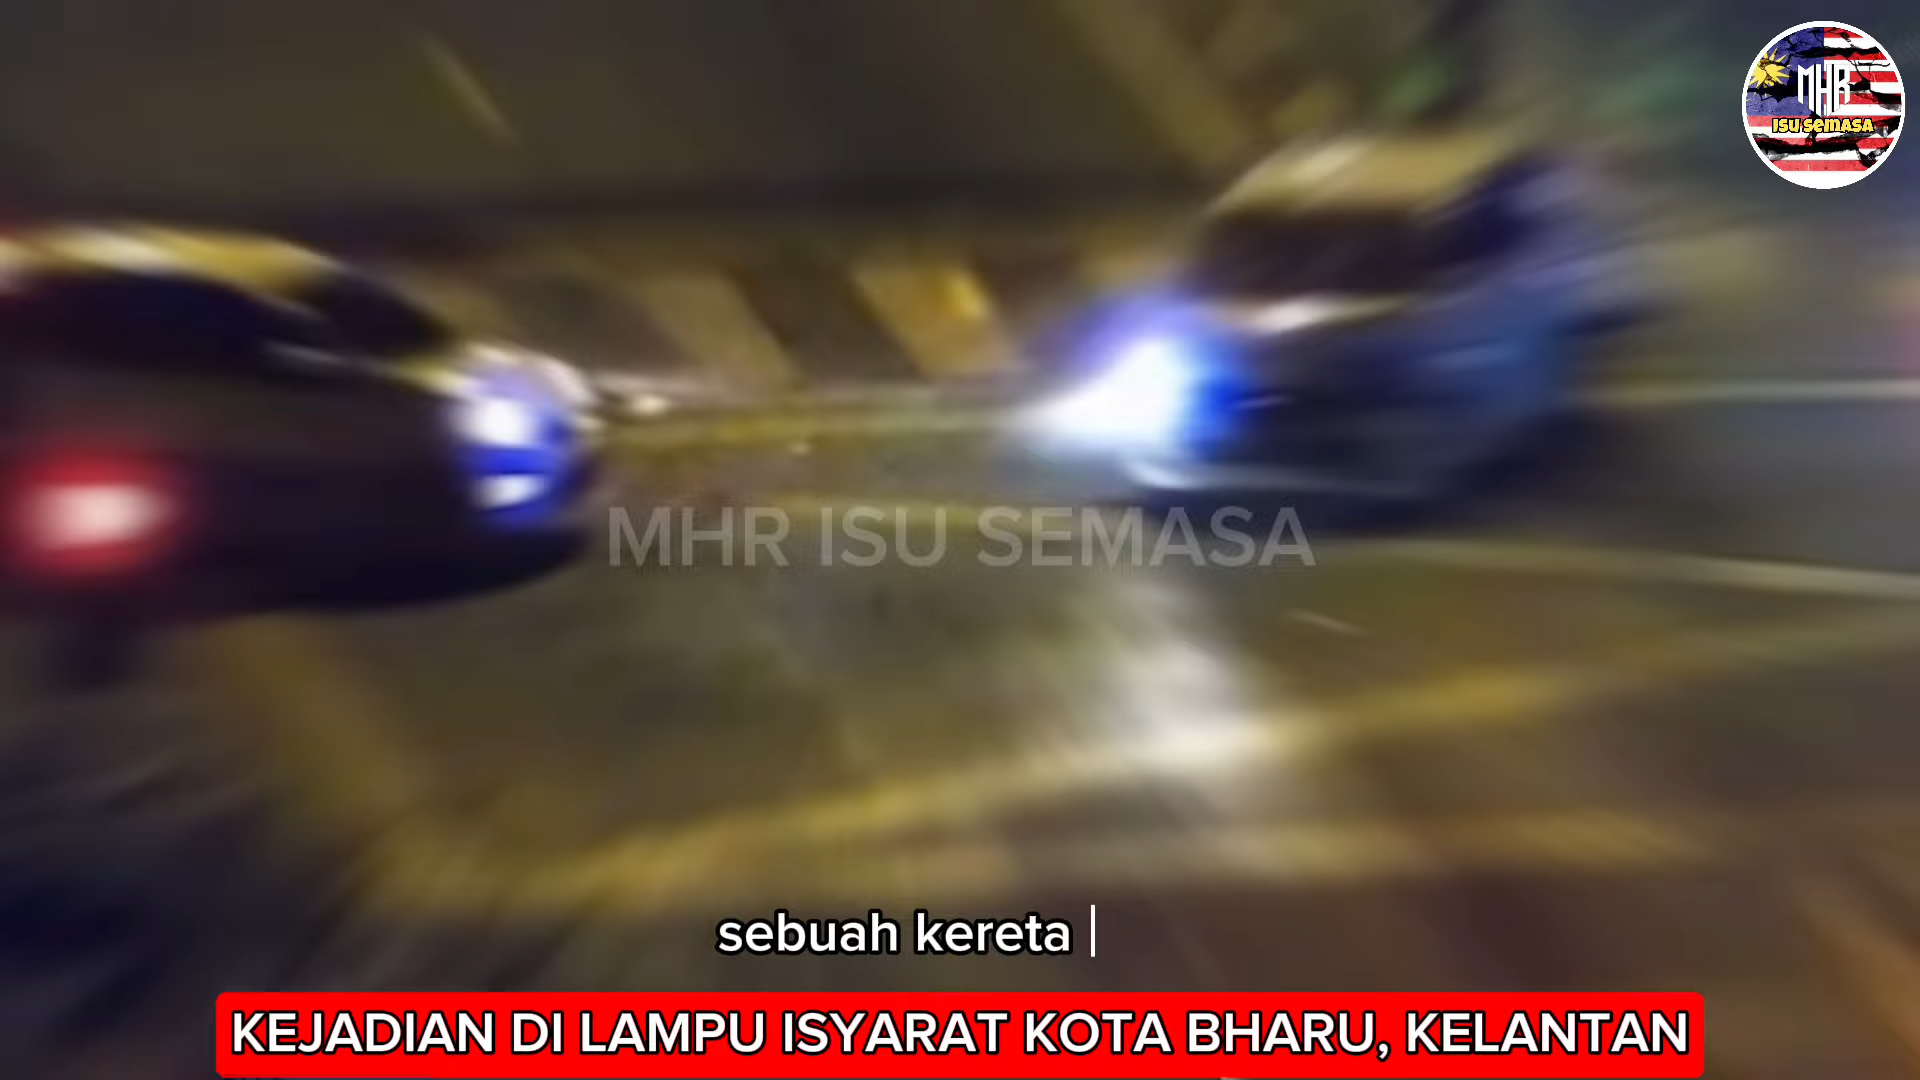 MHR
ISU SEMASA
MHR ISU SEMASA
sebuah kereta
KEJADIAN DI LAMPU ISYARAT KOTA BHARU, KELANTAN